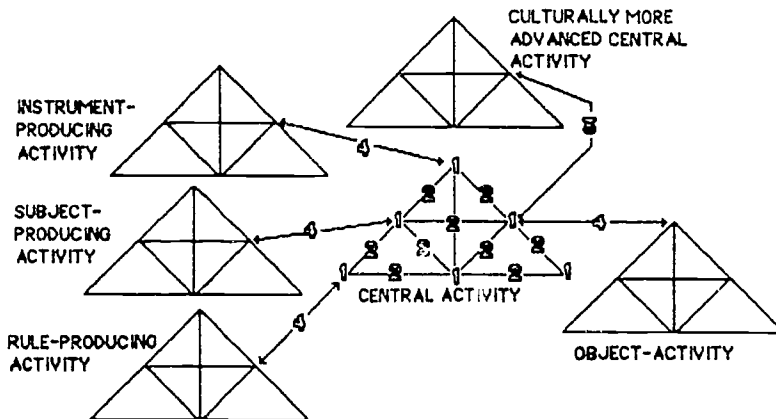 CULTURALLY MORE
ADVANCED CENTRAL
ACTIVITY
INSTRUMENT-
PRODUCING
ACTIVITY
3
4
1
2 2
SUBJECT-
PRODUCING
ACTIVITY
4
1 2 1 4
2 2 2 2
1 2 1 2 1
CENTRAL ACTIVITY
4
RULE-PRODUCING
ACTIVITY
OBJECT-ACTIVITY